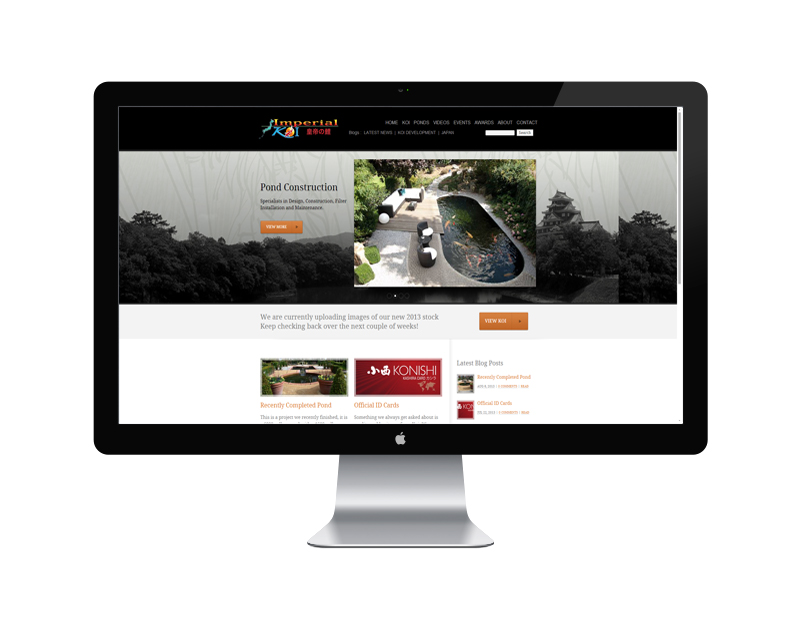 Imperial
KOI 皇帝の鯉
HOME KOI PONDS VIDEOS EVENTS AWARDS ABOUT CONTACT
Blogs : LATEST NEWS | KOI DEVELOPMENT | JAPAN
Search
Pond Construction
Specialists in Design, Construction, Filter
Installation and Maintenance.
VIEW MORE
We are currently uploading images of our new 2013 stock
Keep checking back over the next couple of weeks!
VIEW KOI
KONISHI
Recently Completed Pond
Official ID Cards
This is a project we recently finished, it is
Something we always get asked about is
Latest Blog Posts
Recently Completed Pond
Official ID Cards